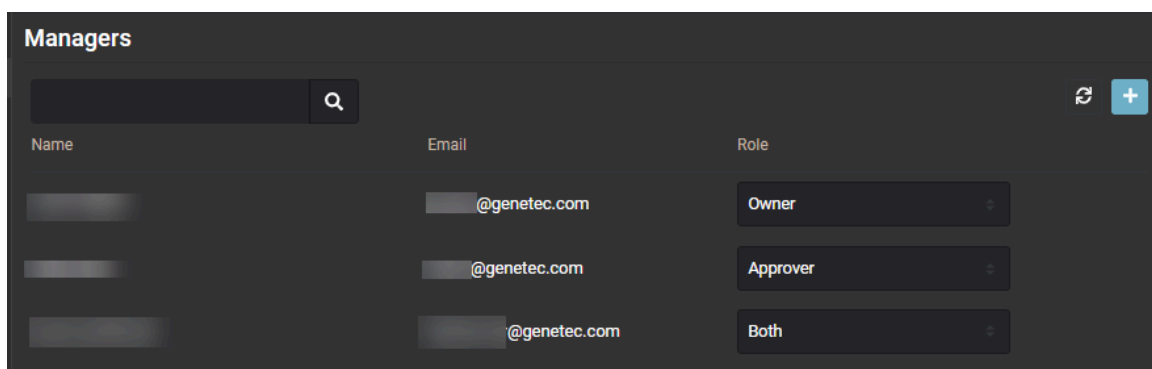 Managers
Name Email Role
@genetec.com Owner
@genetec.com Approver
@genetec.com Both